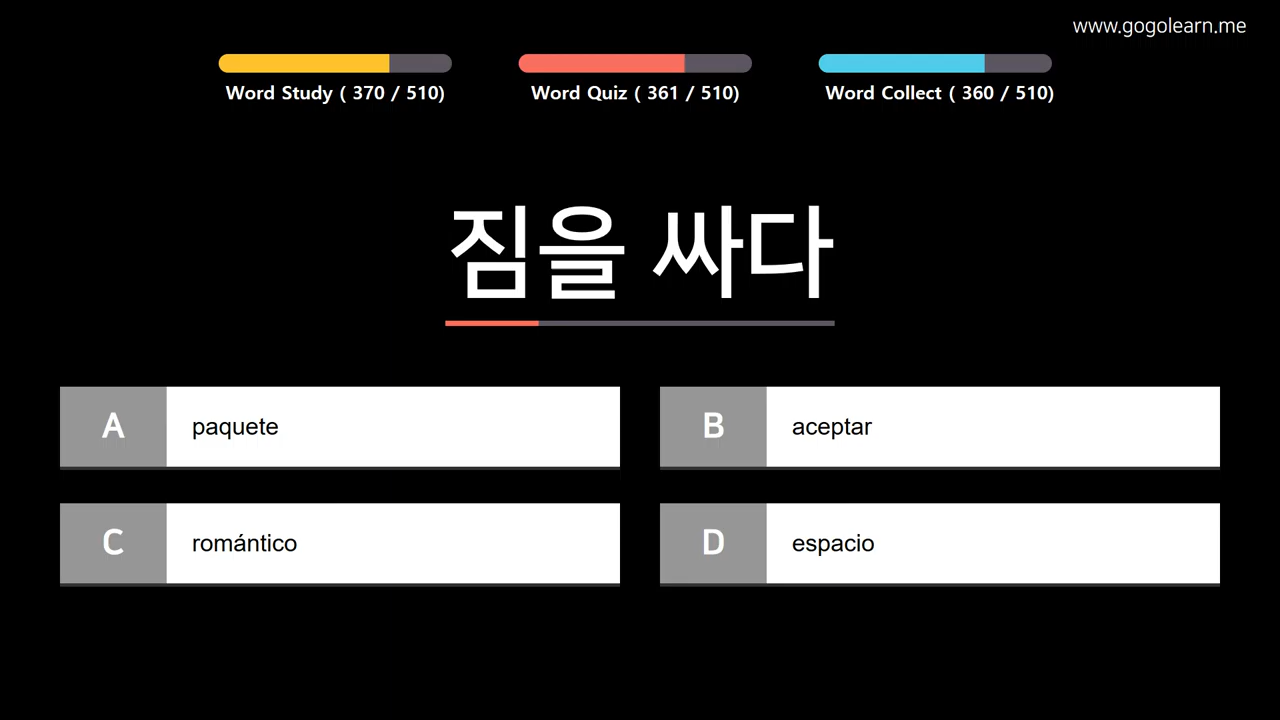 www.gogolearn.me
Word Study ( 370 / 510)
Word Quiz ( 361 / 510)
Word Collect ( 360 / 510)
짐을 싸다
A paquete
B aceptar
C romántico
D espacio